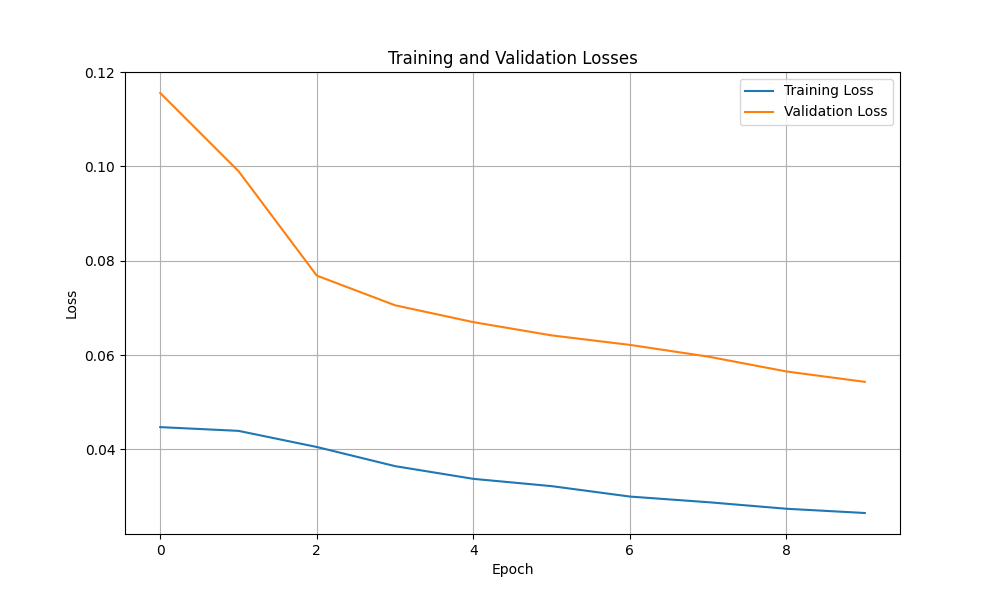 Training and Validation Losses
Training Loss
Validation Loss
0.12
0.10
0.08
0.06
0.04
Loss
0
2
4
6
8
Epoch